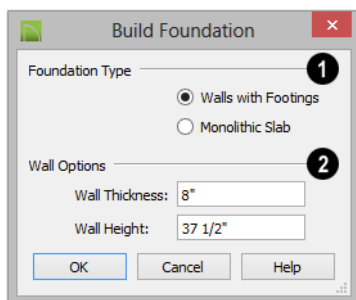 Build Foundation
Foundation Type 1
Walls with Footings
Monolithic Slab
Wall Options 2
Wall Thickness: 8"
Wall Height: 37 1/2"
OK Cancel Help